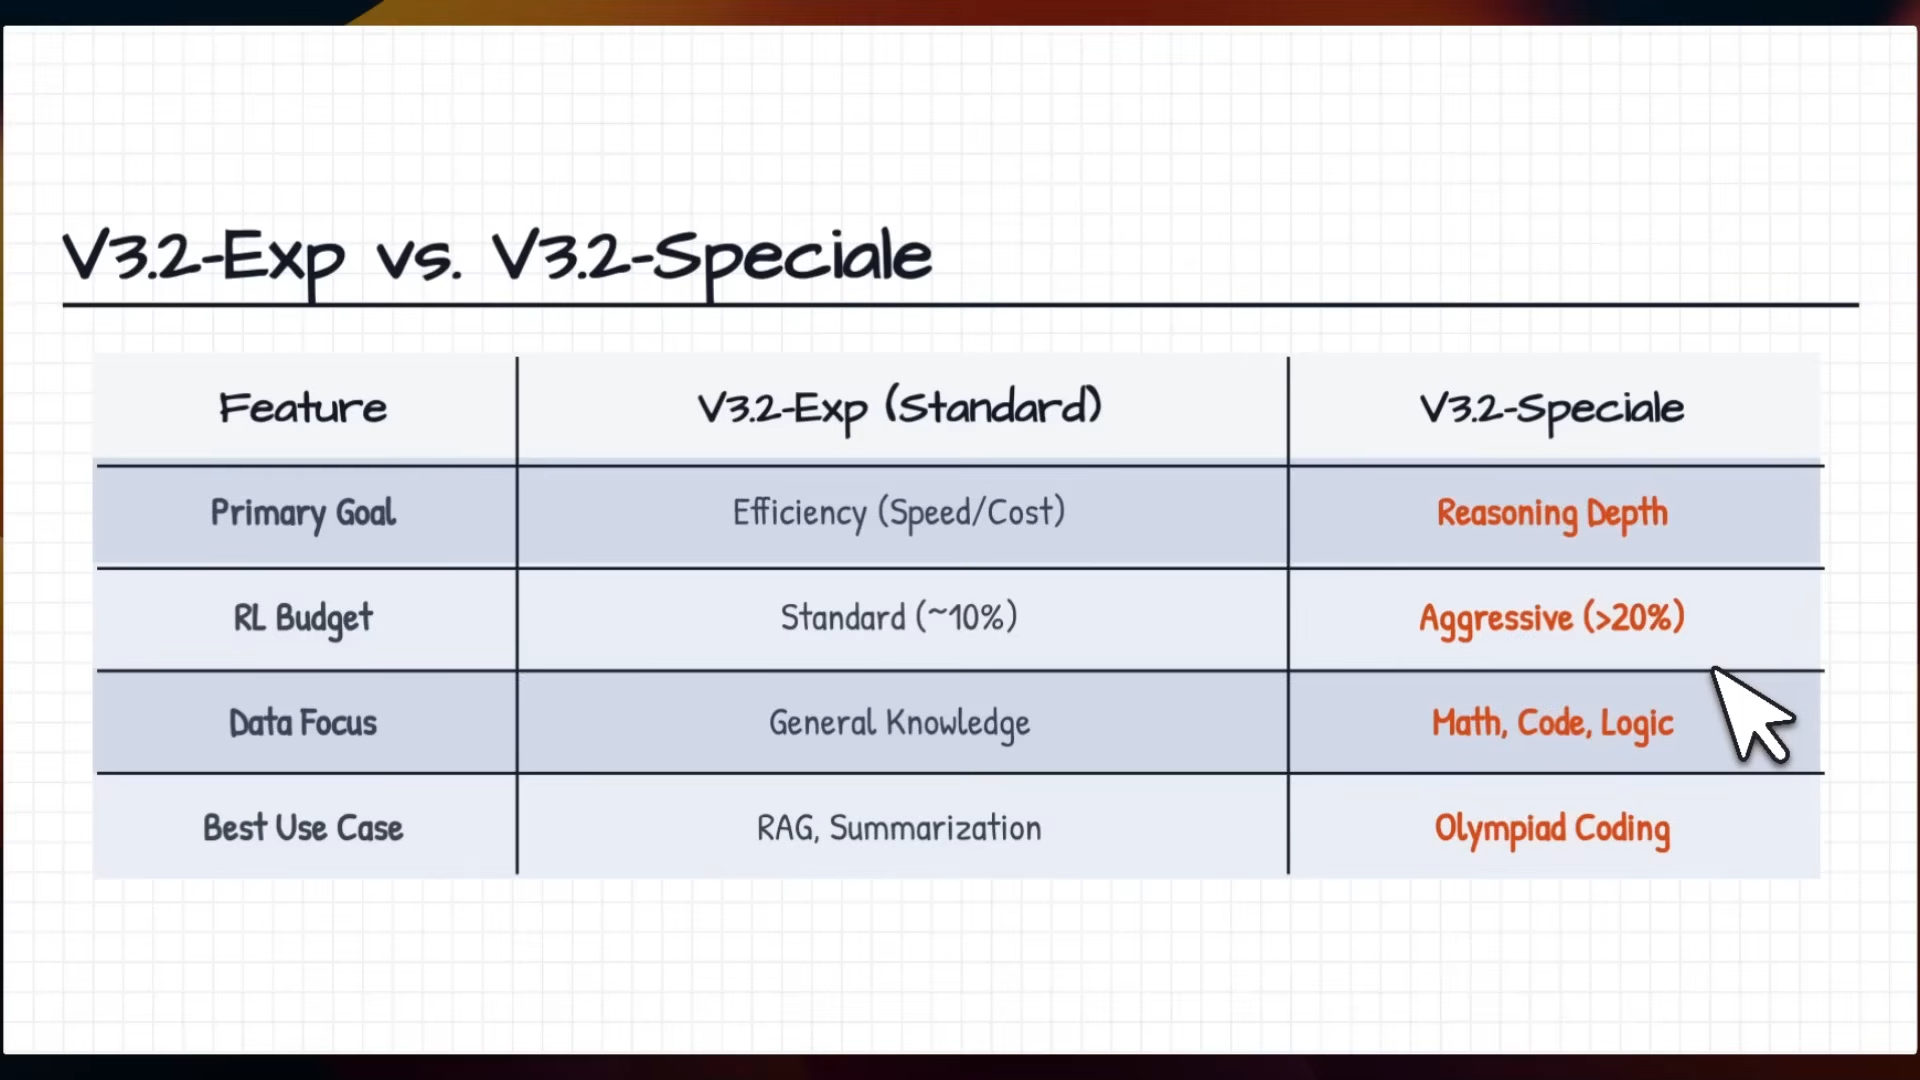 V3.2-Exp vs. V3.2-Speciale
Feature V3.2-Exp (Standard) V3.2-Speciale
Primary Goal Efficiency (Speed/Cost) Reasoning Depth
RL Budget Standard (~10%) Aggressive (>20%)
Data Focus General Knowledge Math, Code, Logic
Best Use Case RAG, Summarization Olympiad Coding